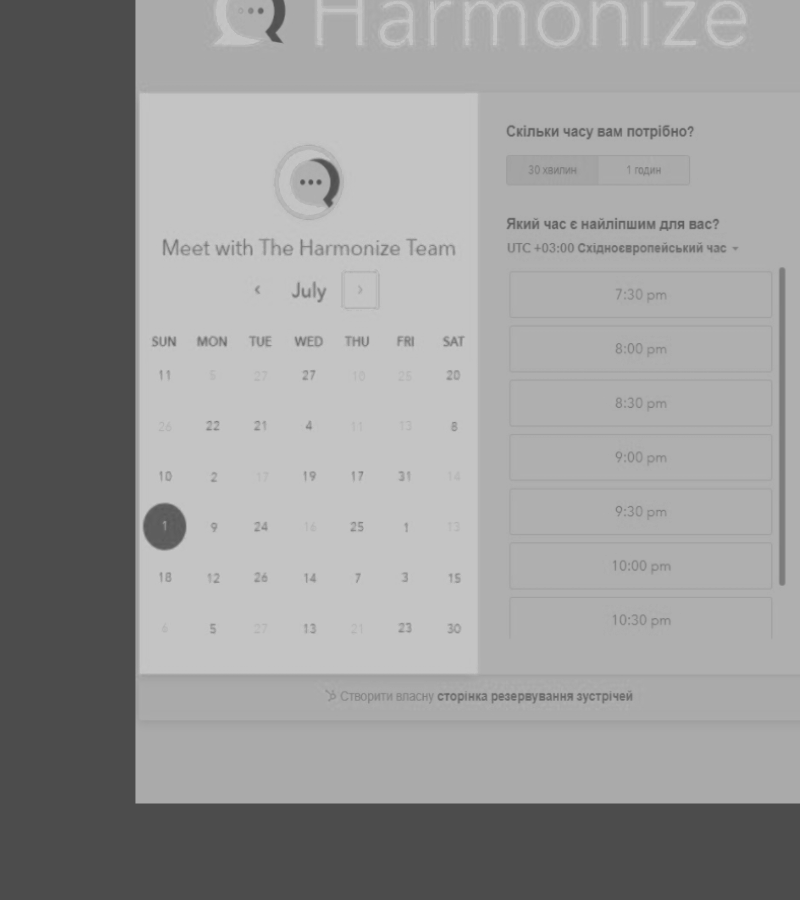 Harmonize
Meet with The Harmonize Team
‹ July ›
SUN MON TUE WED THU FRI SAT
11 5 27 27 18 25 20
26 22 21 4 11 13 8
10 2 17 19 17 31 14
1 9 24 16 25 1 13
18 12 26 14 7 3 15
6 5 27 13 21 23 30
Скільки часу вам потрібно?
30 хвилин 1 годин
Який час є найліпшим для вас?
UTC +03:00 Східноєвропейський час
7:30 pm
8:00 pm
8:30 pm
9:00 pm
9:30 pm
10:00 pm
10:30 pm
Створити власну сторінка резервування зустрічей